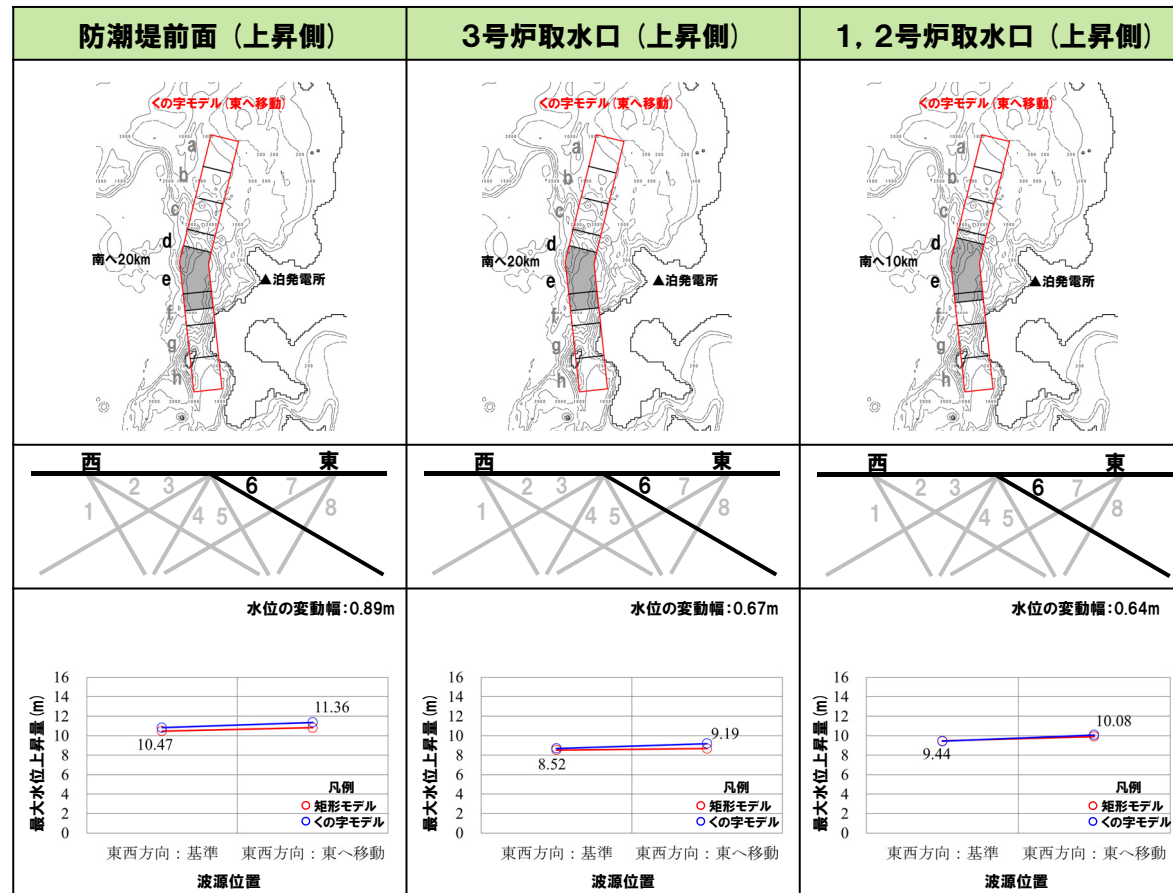 防潮堤前面（上昇側）
3号炉取水口（上昇側）
1，2号炉取水口（上昇側）
くの字モデル（東へ移動）
a
b
c
d
南へ20km
e
▲泊発電所
f
g
h
くの字モデル（東へ移動）
a
b
c
d
南へ20km
e
▲泊発電所
f
g
h
くの字モデル（東へ移動）
a
b
c
d
南へ10km
e
▲泊発電所
f
g
h
西 東
1 2 3 4 5 6 7 8
西 東
1 2 3 4 5 6 7 8
西 東
1 2 3 4 5 6 7 8
水位の変動幅：0.89m
最大水位上昇量(m)
16
14
12
10
8
6
4
2
0
10.47
11.36
凡例
矩形モデル
くの字モデル
東西方向：基準 東西方向：東へ移動
波源位置
水位の変動幅：0.67m
最大水位上昇量(m)
16
14
12
10
8
6
4
2
0
8.52
9.19
凡例
矩形モデル
くの字モデル
東西方向：基準 東西方向：東へ移動
波源位置
水位の変動幅：0.64m
最大水位上昇量(m)
16
14
12
10
8
6
4
2
0
9.44
10.08
凡例
矩形モデル
くの字モデル
東西方向：基準 東西方向：東へ移動
波源位置